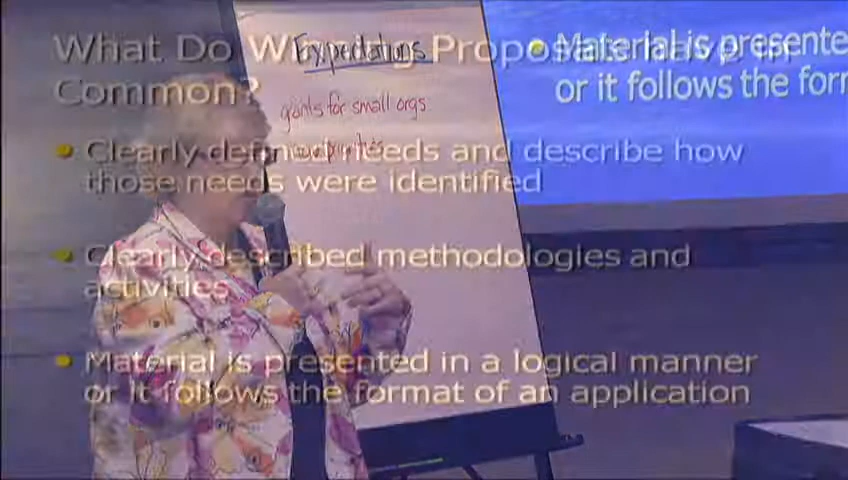 What Do Winning Proposals Have in
Common?
Clearly defined needs and describe how
those needs were identified
Clearly described methodologies and
activities
Material is presented in a logical manner
or it follows the format of an application
Expectations
grants for small orgs
Material is presente
or it follows the for